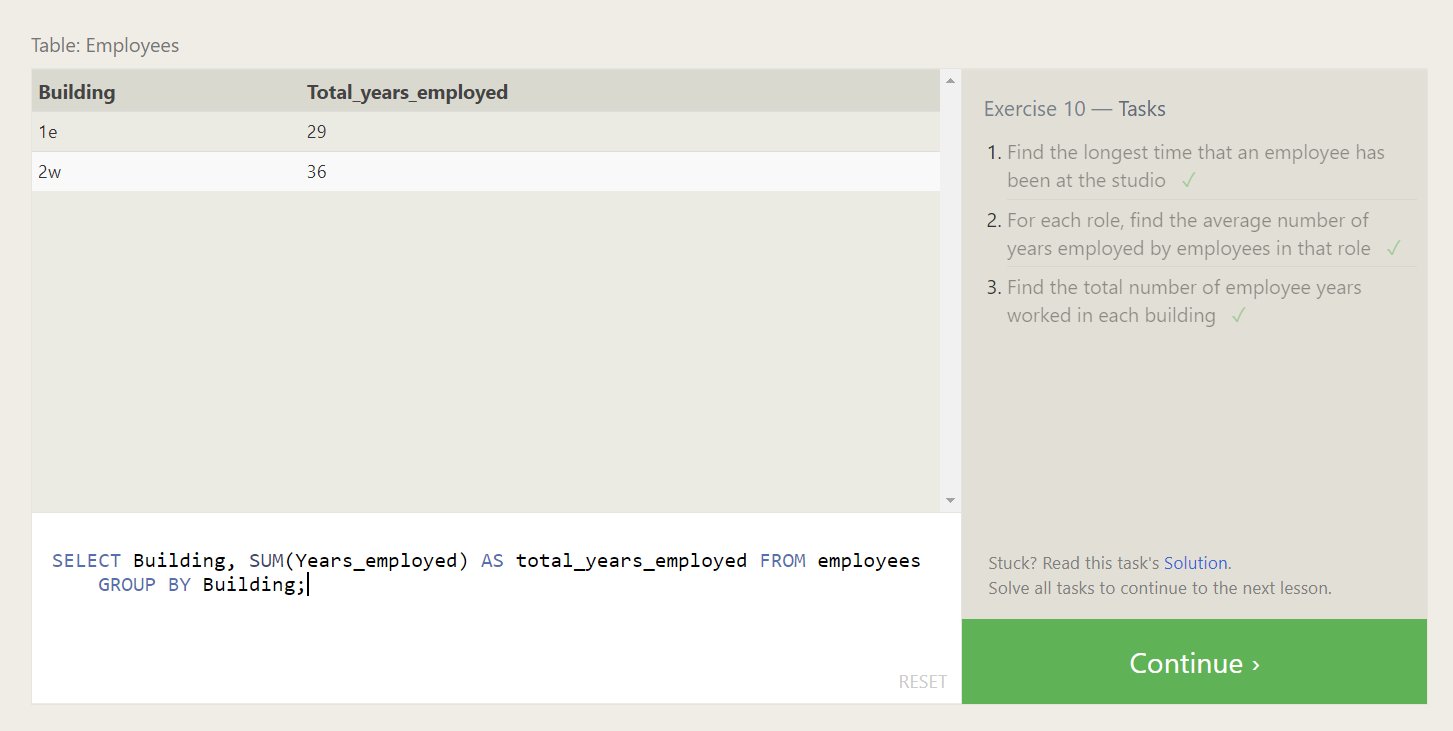 Table: Employees
Building Total_years_employed
1e 29
2w 36
SELECT Building, SUM(Years_employed) AS total_years_employed FROM employees
GROUP BY Building;
RESET
Exercise 10 — Tasks
1. Find the longest time that an employee has
been at the studio ✓
2. For each role, find the average number of
years employed by employees in that role ✓
3. Find the total number of employee years
worked in each building ✓
Stuck? Read this task's Solution.
Solve all tasks to continue to the next lesson.
Continue ›